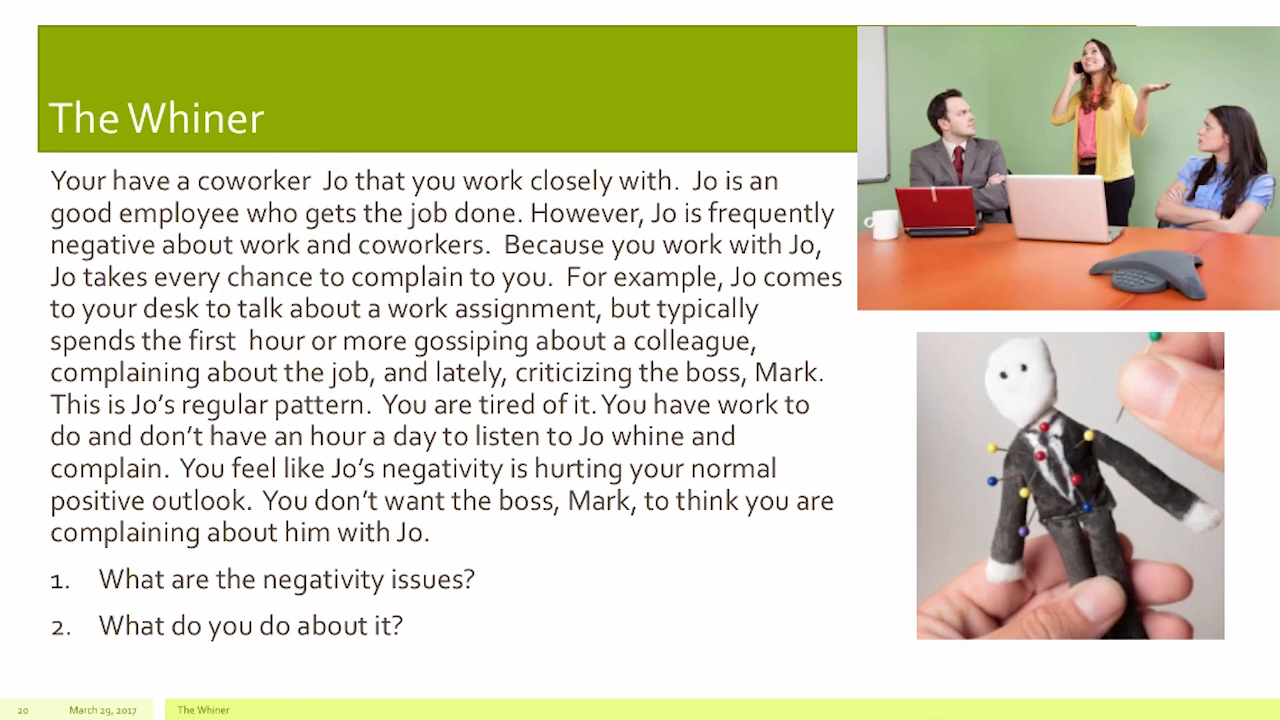 The Whiner
Your have a coworker Jo that you work closely with. Jo is an
good employee who gets the job done. However, Jo is frequently
negative about work and coworkers. Because you work with Jo,
Jo takes every chance to complain to you. For example, Jo comes
to your desk to talk about a work assignment, but typically
spends the first hour or more gossiping about a colleague,
complaining about the job, and lately, criticizing the boss, Mark.
This is Jo’s regular pattern. You are tired of it. You have work to
do and don’t have an hour a day to listen to Jo whine and
complain. You feel like Jo’s negativity is hurting your normal
positive outlook. You don’t want the boss, Mark, to think you are
complaining about him with Jo.
1. What are the negativity issues?
2. What do you do about it?
20 March 29, 2017 The Whiner